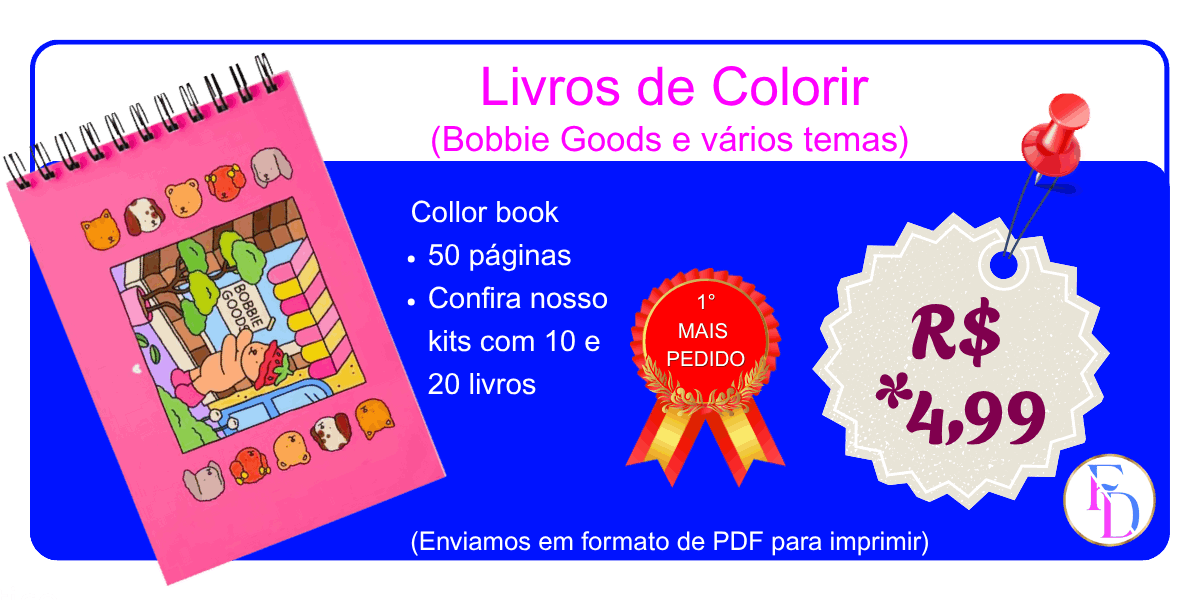 Livros de Colorir
(Bobbie Goods e vários temas)
Collor book
• 50 páginas
• Confira nosso
kits com 10 e
20 livros
1°
MAIS
PEDIDO
R$
*4,99
BOBBIE
GOODS
FD
(Enviamos em formato de PDF para imprimir)